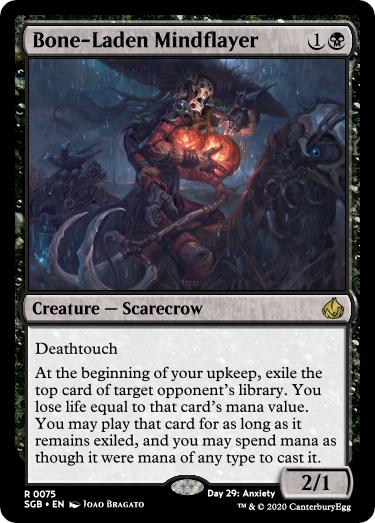 Bone-Laden Mindflayer 1
Creature — Scarecrow
Deathtouch
At the beginning of your upkeep, exile the
top card of target opponent's library. You
lose life equal to that card's mana value.
You may play that card for as long as it
remains exiled, and you may spend mana as
though it were mana of any type to cast it.
2/1
R 0075
Day 29: Anxiety
SGB • EN Joao Bragato
™ & © 2020 CanterburyEgg